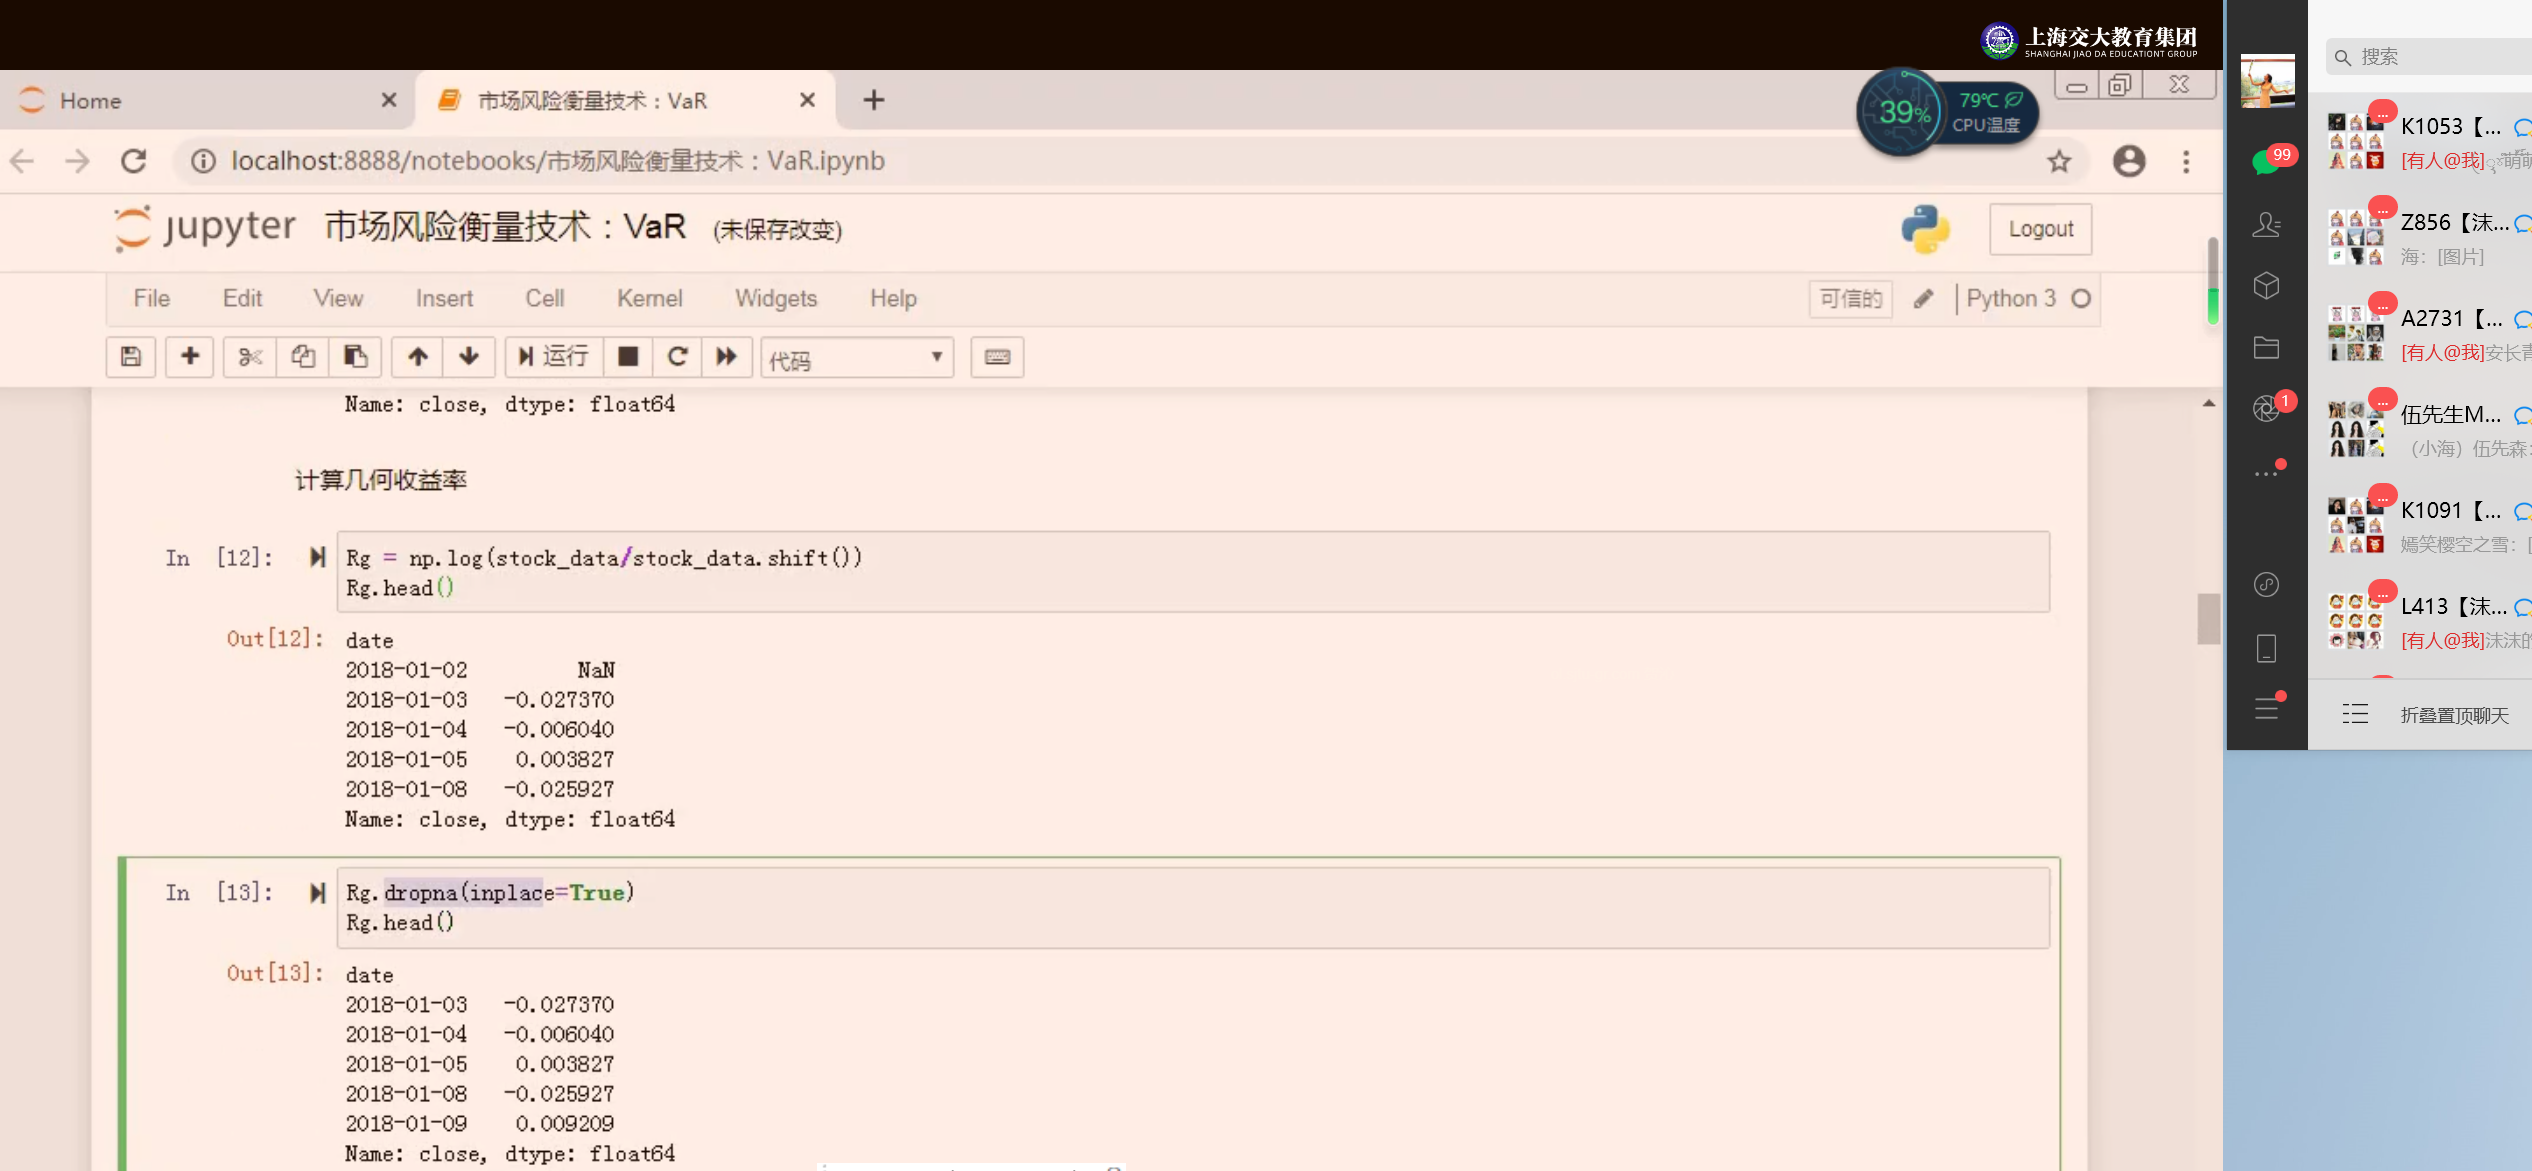 上海交大教育集团
SHANGHAI JIAO DA EDUCATIONT GROUP
Home
市场风险衡量技术：VaR
39%
79℃
CPU温度
localhost:8888/notebooks/市场风险衡量技术：VaR.ipynb
jupyter 市场风险衡量技术：VaR (未保存改变)
Logout
File Edit View Insert Cell Kernel Widgets Help
可信的 Python 3
运行
代码
Name: close, dtype: float64
计算几何收益率
In [12]: Rg = np.log(stock_data/stock_data.shift())
Rg.head()
Out[12]: date
2018-01-02 NaN
2018-01-03 -0.027370
2018-01-04 -0.006040
2018-01-05 0.003827
2018-01-08 -0.025927
Name: close, dtype: float64
In [13]: Rg.dropna(inplace=True)
Rg.head()
Out[13]: date
2018-01-03 -0.027370
2018-01-04 -0.006040
2018-01-05 0.003827
2018-01-08 -0.025927
2018-01-09 0.009209
Name: close, dtype: float64
搜索
99
1
K1053【...
[有人@我]
Z856【沫...
海：[图片]
A2731【...
[有人@我]安长青
伍先生M...
（小海）伍先森：
K1091【...
嫣笑樱空之雪：[
L413【沫...
[有人@我]沫沫的
折叠置顶聊天